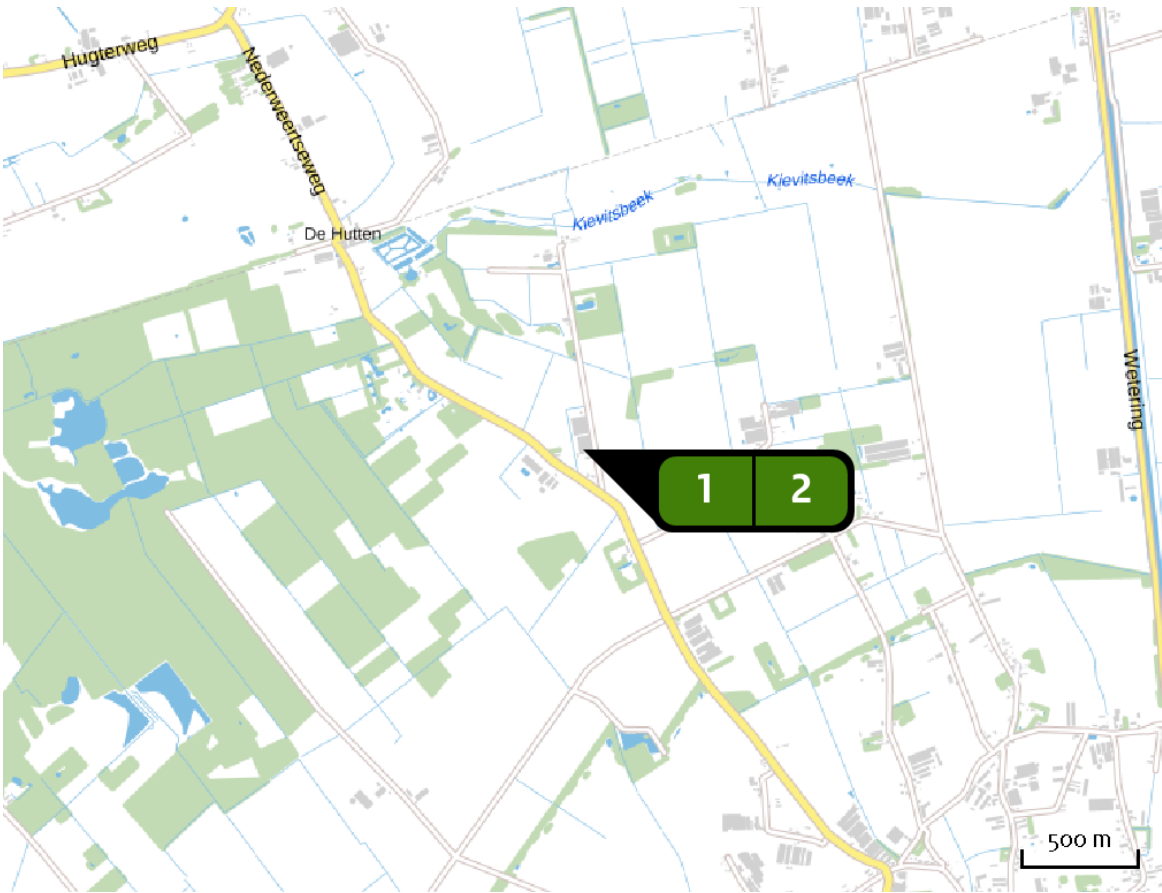 Hugterweg
Nederweertseweg
Kievitsbeek
Kievitsbeek
De Hutten
Wetering
1 2
500 m